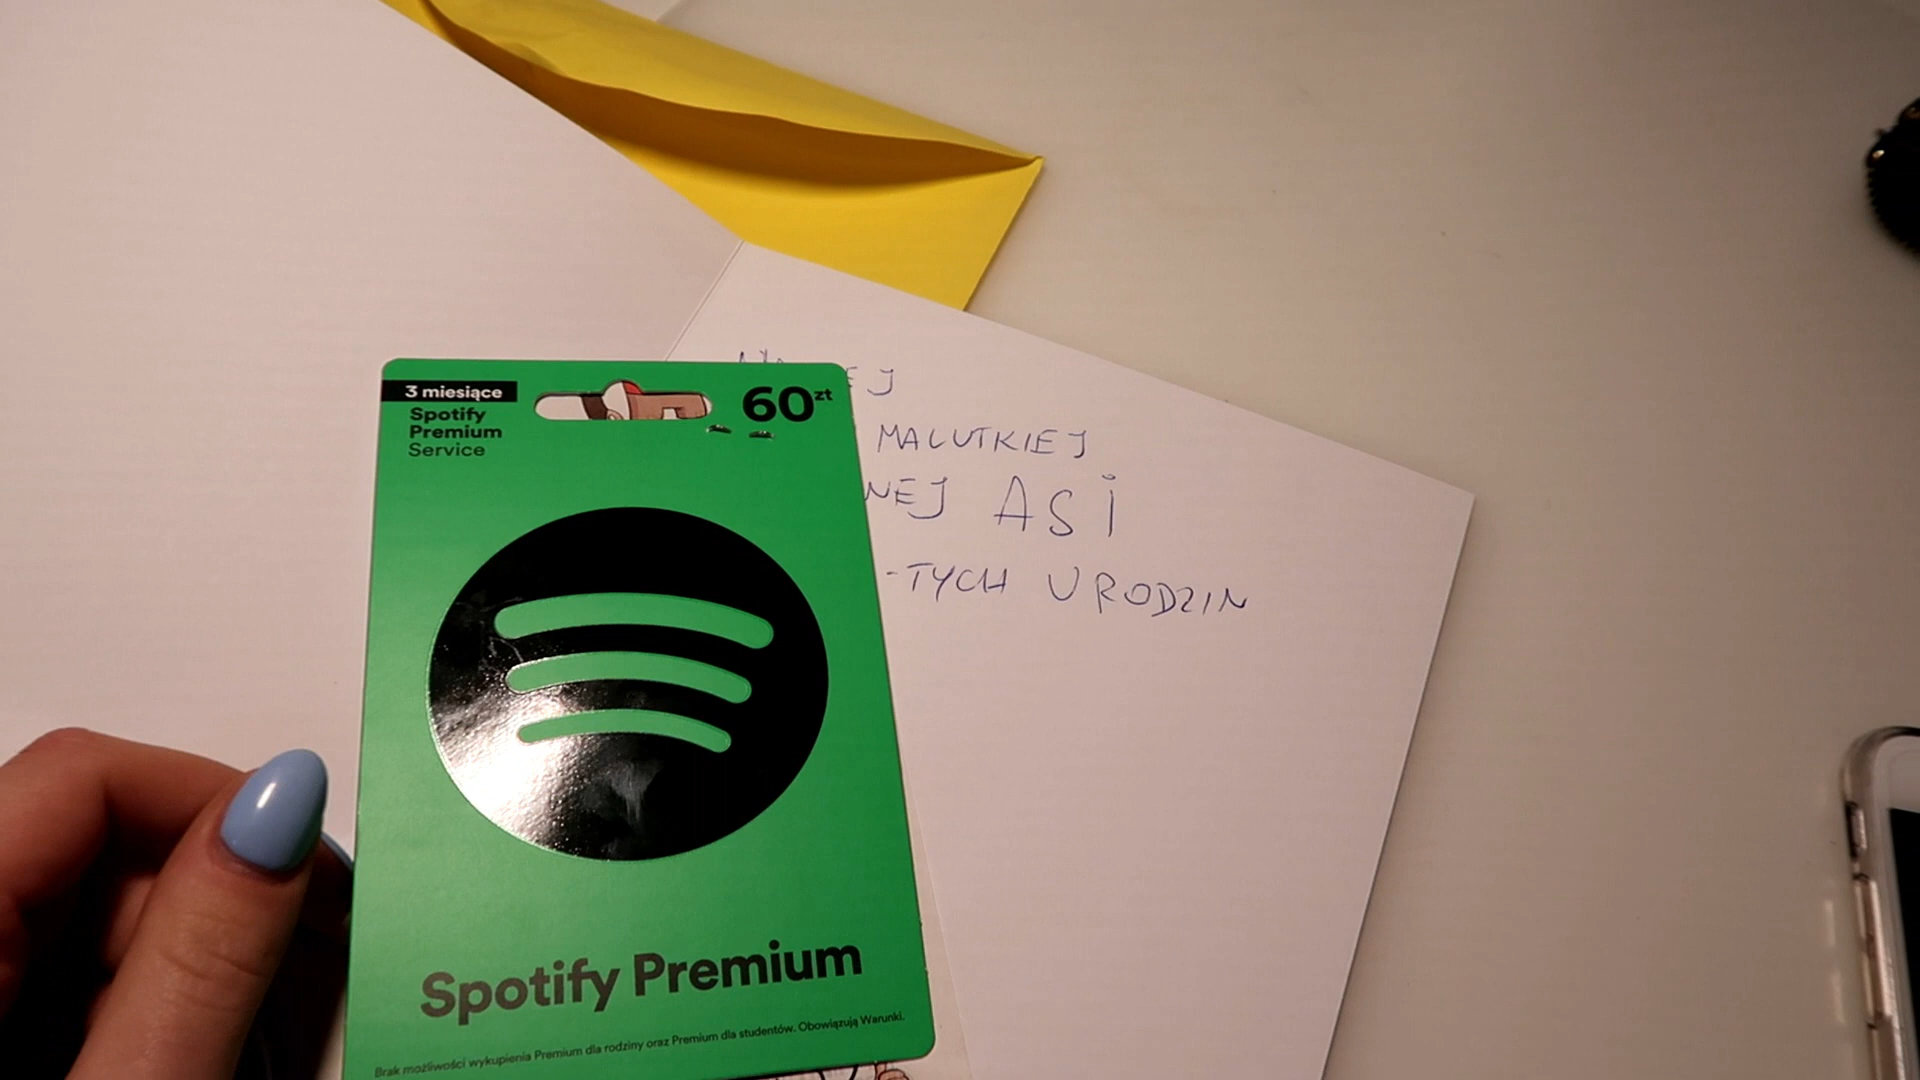 3 miesiące
Spotify
Premium
Service
60zł
MALUTKIEJ
ASI
-TYCH URODZIN
Spotify Premium
Brak możliwości wykupienia Premium dla rodziny oraz Premium dla studentów. Obowiązują Warunki.